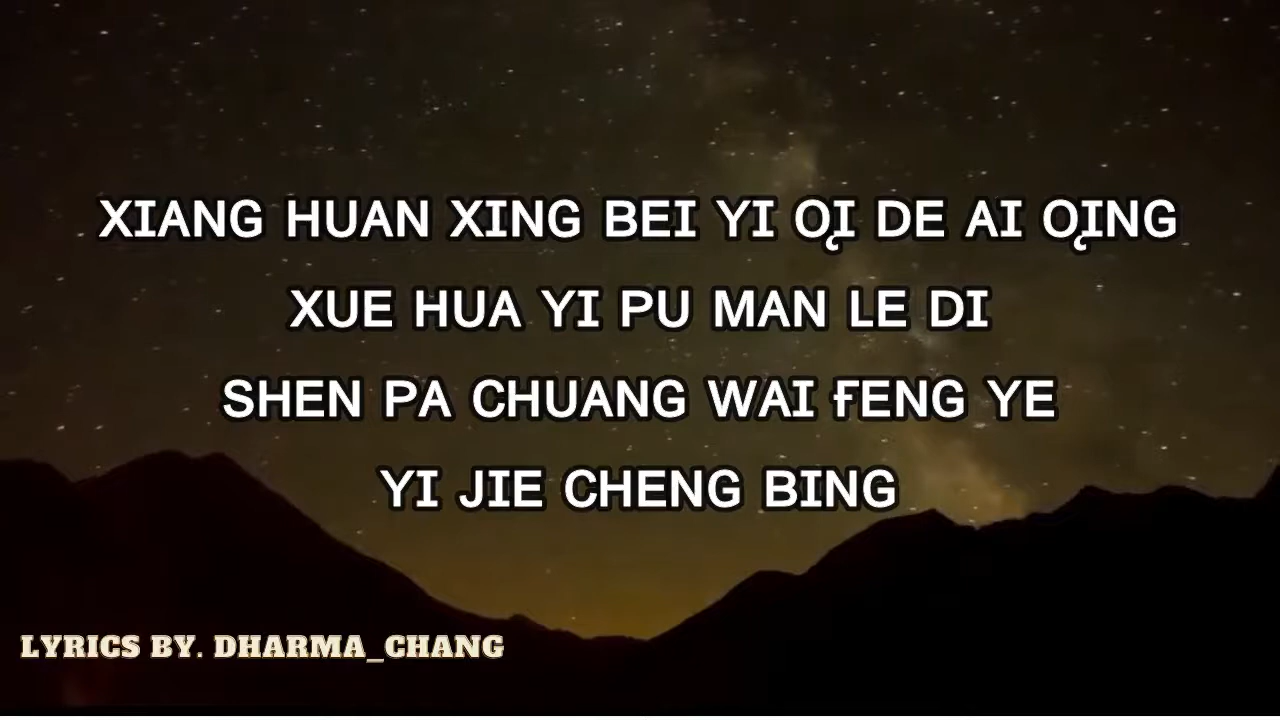 XIANG HUAN XING BEI YI QI DE AI QING
XUE HUA YI PU MAN LE DI
SHEN PA CHUANG WAI FENG YE
YI JIE CHENG BING
LYRICS BY. DHARMA_CHANG